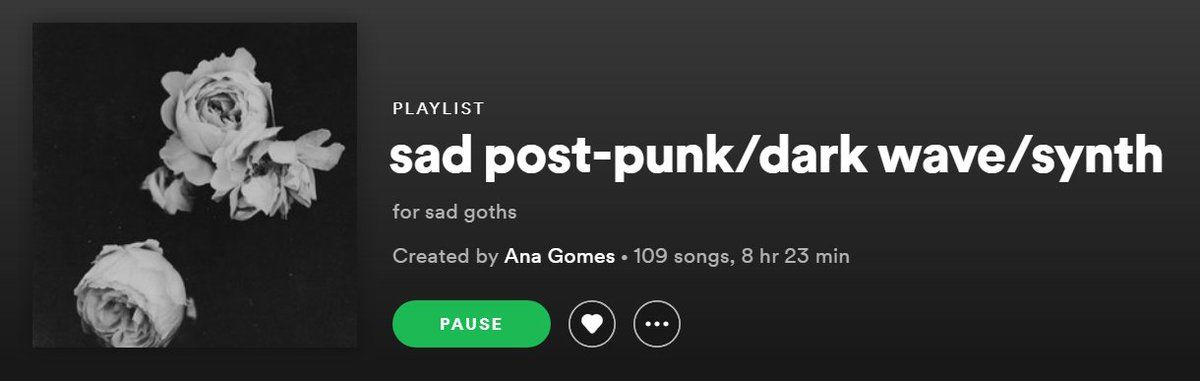 PLAYLIST
sad post-punk/dark wave/synth
for sad goths
Created by Ana Gomes • 109 songs, 8 hr 23 min
PAUSE